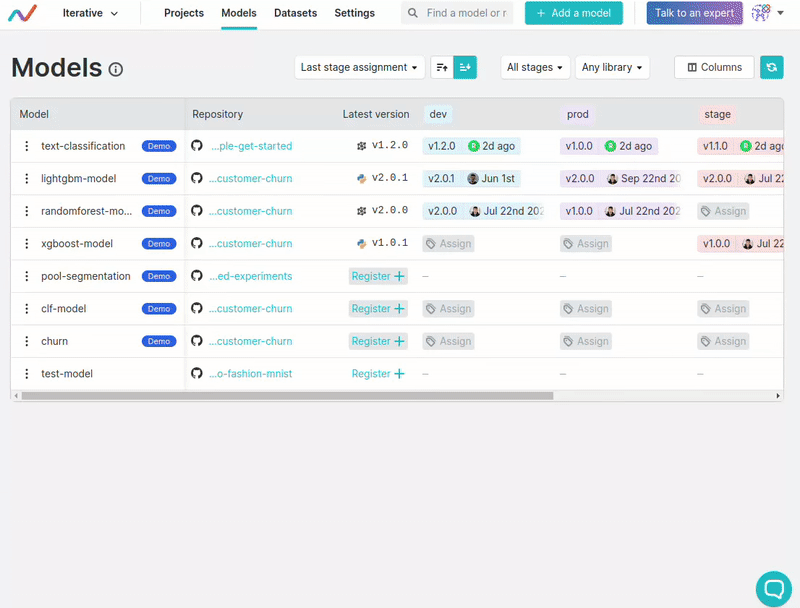 Iterative Projects Models Datasets Settings Find a model or r + Add a model Talk to an expert
Models Last stage assignment All stages Any library Columns
Model Repository Latest version dev prod stage
text-classification Demo ...ple-get-started v1.2.0 v1.2.0 2d ago v1.0.0 2d ago v1.1.0 2d ago
lightgbm-model Demo ...customer-churn v2.0.1 v2.0.1 Jun 1st v2.0.0 Sep 22nd 20 v2.0.0 Jul 22
randomforest-mo... Demo ...customer-churn v2.0.0 v2.0.0 Jul 22nd 202 v1.0.0 Jul 22nd 202 Assign
xgboost-model Demo ...customer-churn v1.0.1 Assign Assign v1.0.0 Jul 22
pool-segmentation Demo ...ed-experiments Register + – – –
clf-model Demo ...customer-churn Register + Assign Assign Assign
churn Demo ...customer-churn Register + Assign Assign Assign
test-model ...o-fashion-mnist Register + – – –